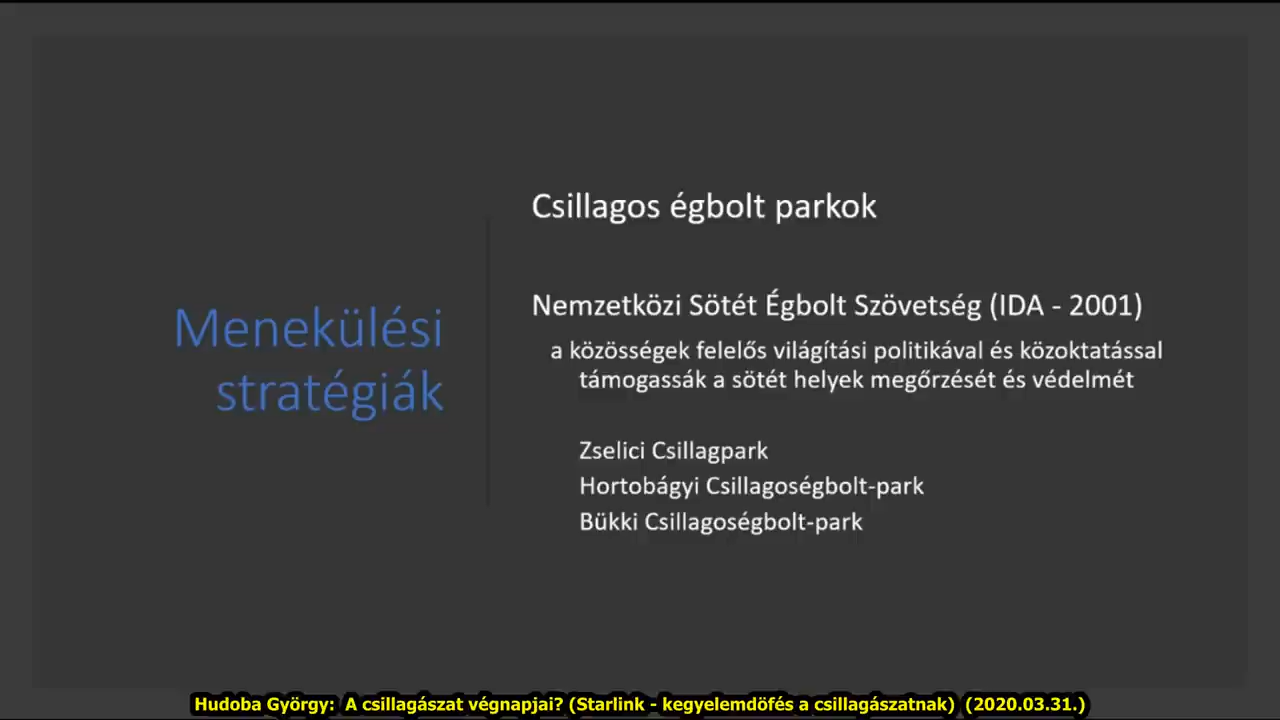 Menekülési
stratégiák
Csillagos égbolt parkok
Nemzetközi Sötét Égbolt Szövetség (IDA - 2001)
a közösségek felelős világítási politikával és közoktatással
támogassák a sötét helyek megőrzését és védelmét
Zselici Csillagpark
Hortobágyi Csillagoségbolt-park
Bükki Csillagoségbolt-park
Hudoba György: A csillagászat végnapjai? (Starlink - kegyelemdöfés a csillagászatnak) (2020.03.31.)